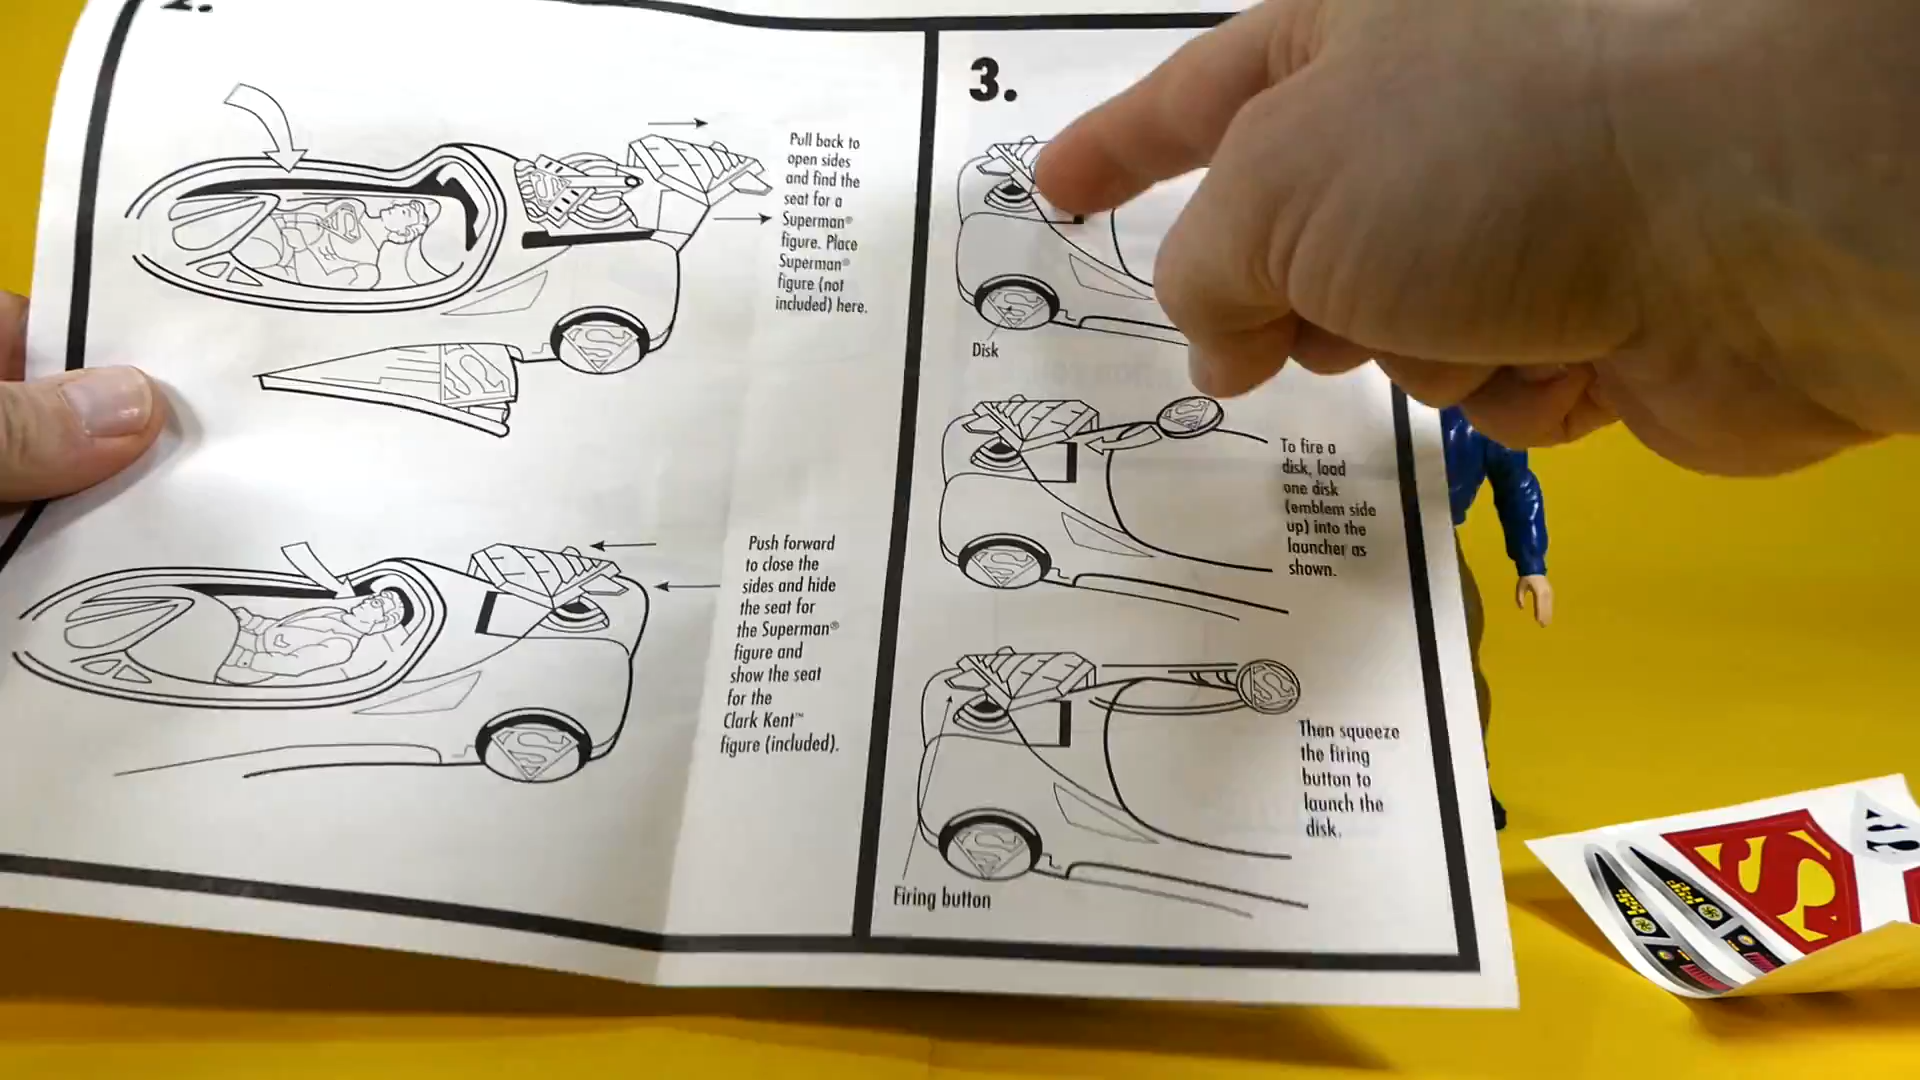 2.
Pull back to
open sides
and find the
seat for a
Superman®
figure. Place
Superman®
figure (not
included) here.
Push forward
to close the
sides and hide
the seat for
the Superman®
figure and
show the seat
for the
Clark Kent™
figure (included).
3.
Disk
To fire a
disk, load
one disk
(emblem side
up) into the
launcher as
shown.
Then squeeze
the firing
button to
launch the
disk.
Firing button